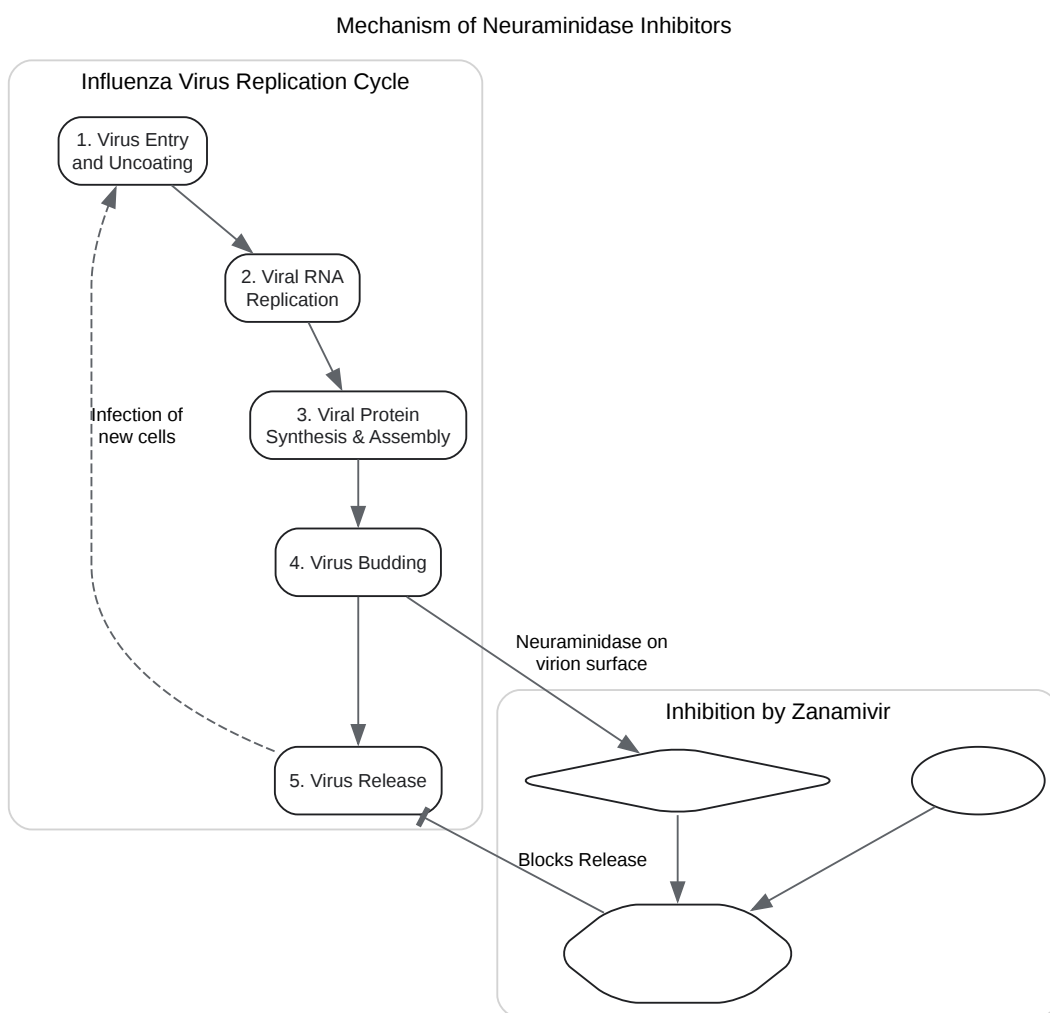 Mechanism of Neuraminidase Inhibitors
Influenza Virus Replication Cycle
1. Virus Entry
and Uncoating
2. Viral RNA
Replication
Infection of
new cells
3. Viral Protein
Synthesis & Assembly
4. Virus Budding
Neuraminidase on
virion surface
Inhibition by Zanamivir
5. Virus Release
Blocks Release